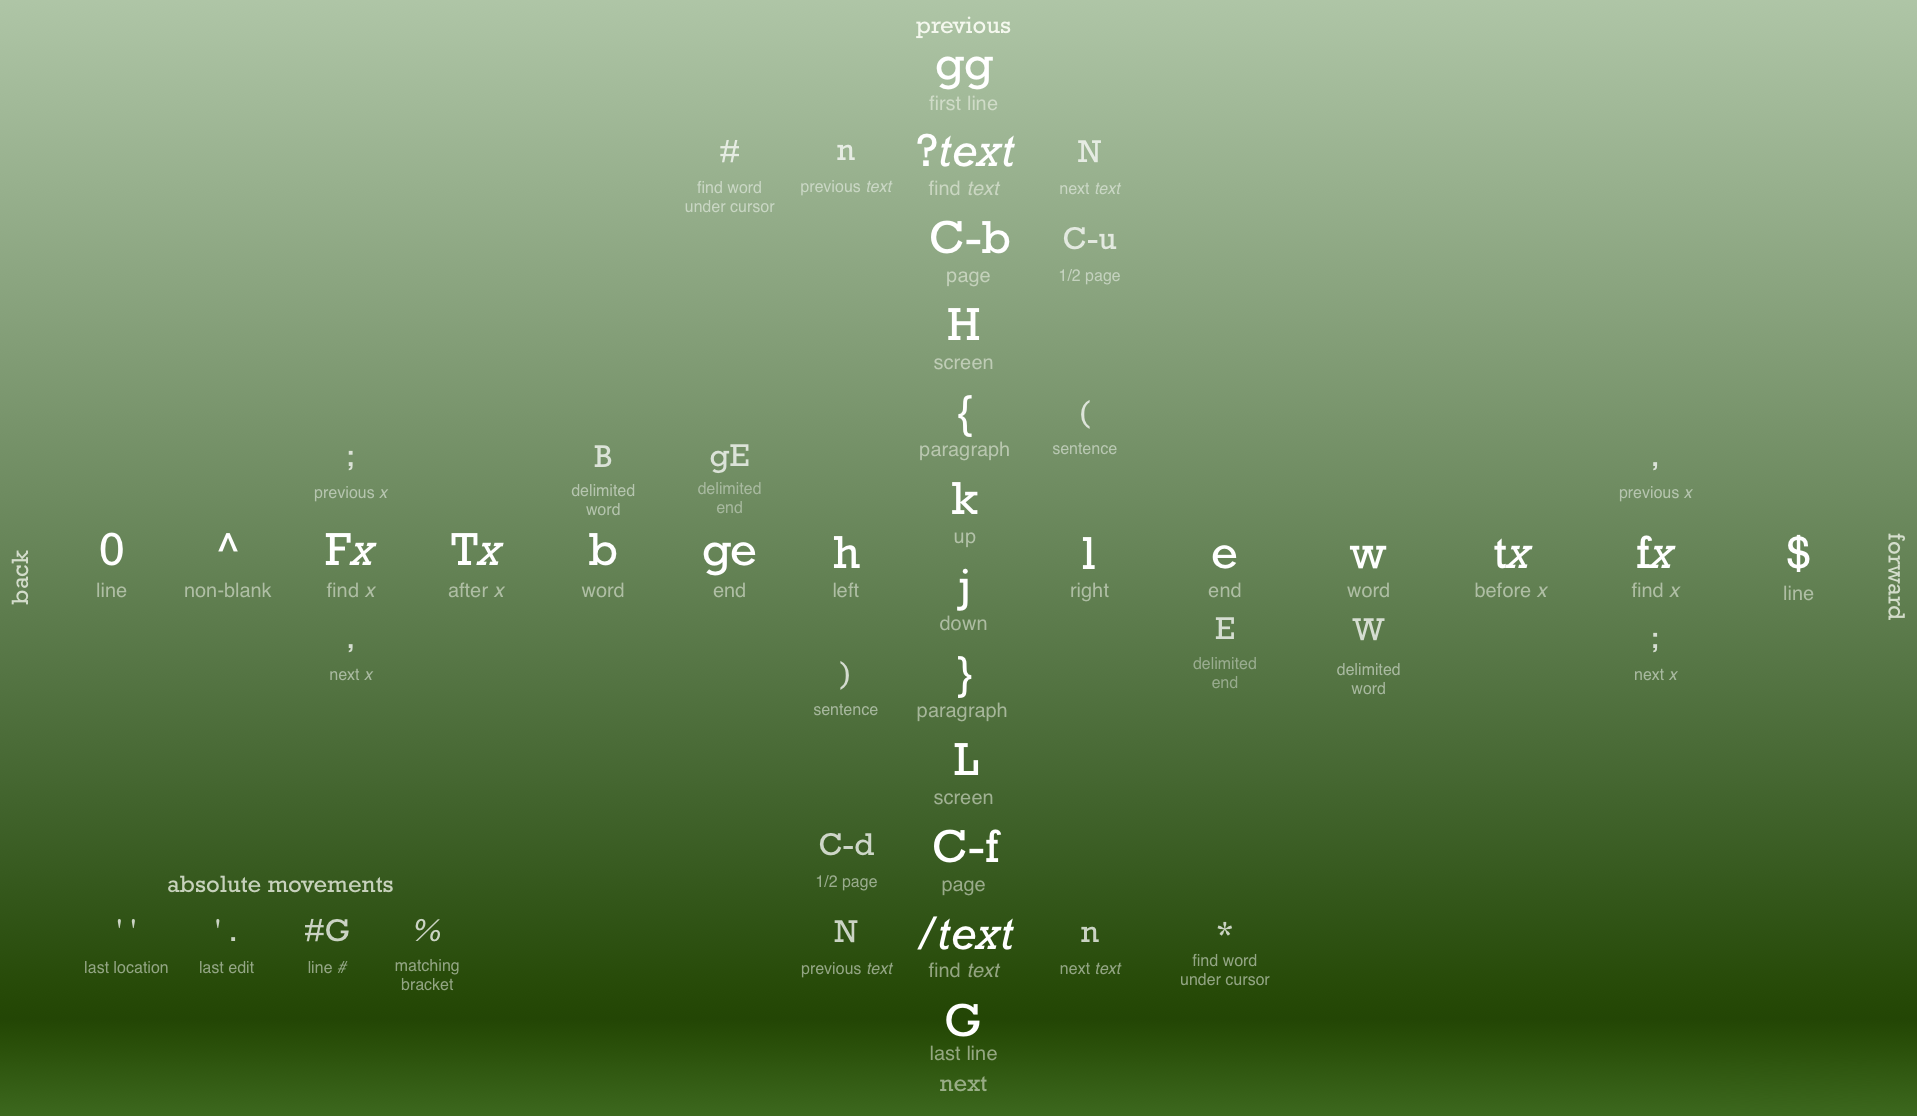 previous
gg
first line
# n ?text N
find word previous text find text next text
under cursor
C-b C-u
page 1/2 page
H
screen
{ (
paragraph sentence
; B gE ,
previous x delimited delimited previous x
word end
k
up
back 0 ^ Fx Tx b ge h l e w tx fx $ forward
line non-blank find x after x word end left right end word before x find x line
j
down
, E W ;
next x delimited delimited next x
end word
) }
sentence paragraph
L
screen
C-d C-f
1/2 page page
absolute movements
' ' ' . #G %
last location last edit line # matching
bracket
N /text n *
previous text find text next text find word
under cursor
G
last line
next